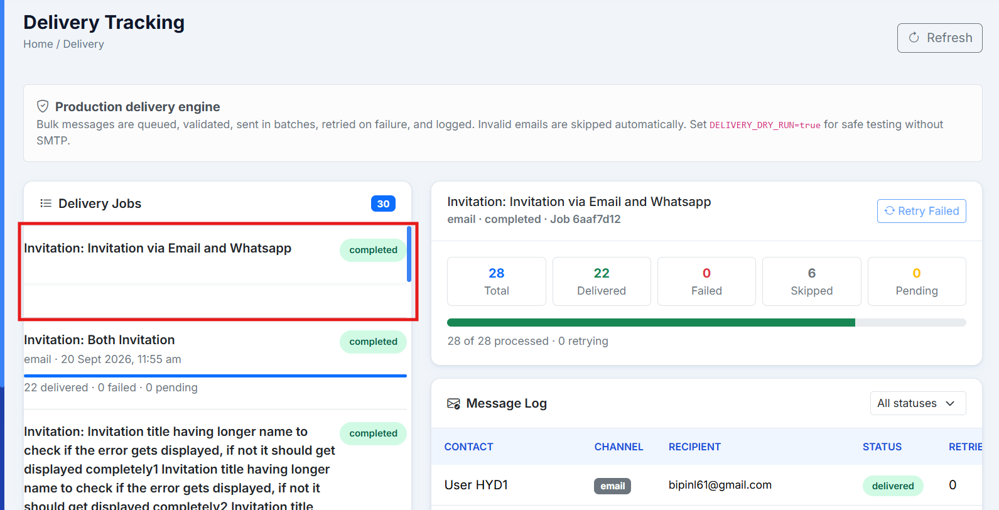 Delivery Tracking
Home / Delivery
Refresh
Production delivery engine
Bulk messages are queued, validated, sent in batches, retried on failure, and logged. Invalid emails are skipped automatically. Set DELIVERY_DRY_RUN=true for safe testing without
SMTP.
Delivery Jobs
30
Invitation: Invitation via Email and Whatsapp
completed
Invitation: Both Invitation
completed
email · 20 Sept 2026, 11:55 am
22 delivered · 0 failed · 0 pending
Invitation: Invitation title having longer name to
completed
check if the error gets displayed, if not it should get
displayed completely1 Invitation title having longer
name to check if the error gets displayed, if not it
should get displayed completely2 Invitation title
Invitation: Invitation via Email and Whatsapp
email · completed · Job 6aaf7d12
Retry Failed
28
Total
22
Delivered
0
Failed
6
Skipped
0
Pending
28 of 28 processed · 0 retrying
Message Log
All statuses
CONTACT CHANNEL RECIPIENT STATUS RETRIE
User HYD1 email bipinl61@gmail.com delivered 0